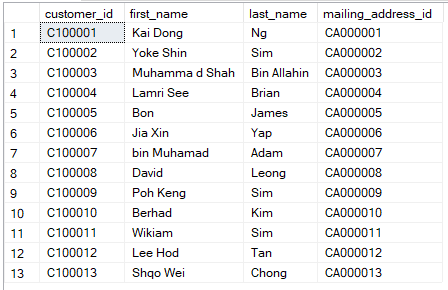 customer_id first_name last_name mailing_address_id
1 C100001 Kai Dong Ng CA000001
2 C100002 Yoke Shin Sim CA000002
3 C100003 Muhamma d Shah Bin Allahin CA000003
4 C100004 Lamri See Brian CA000004
5 C100005 Bon James CA000005
6 C100006 Jia Xin Yap CA000006
7 C100007 bin Muhamad Adam CA000007
8 C100008 David Leong CA000008
9 C100009 Poh Keng Sim CA000009
10 C100010 Berhad Kim CA000010
11 C100011 Wikiam Sim CA000011
12 C100012 Lee Hod Tan CA000012
13 C100013 Shqo Wei Chong CA000013